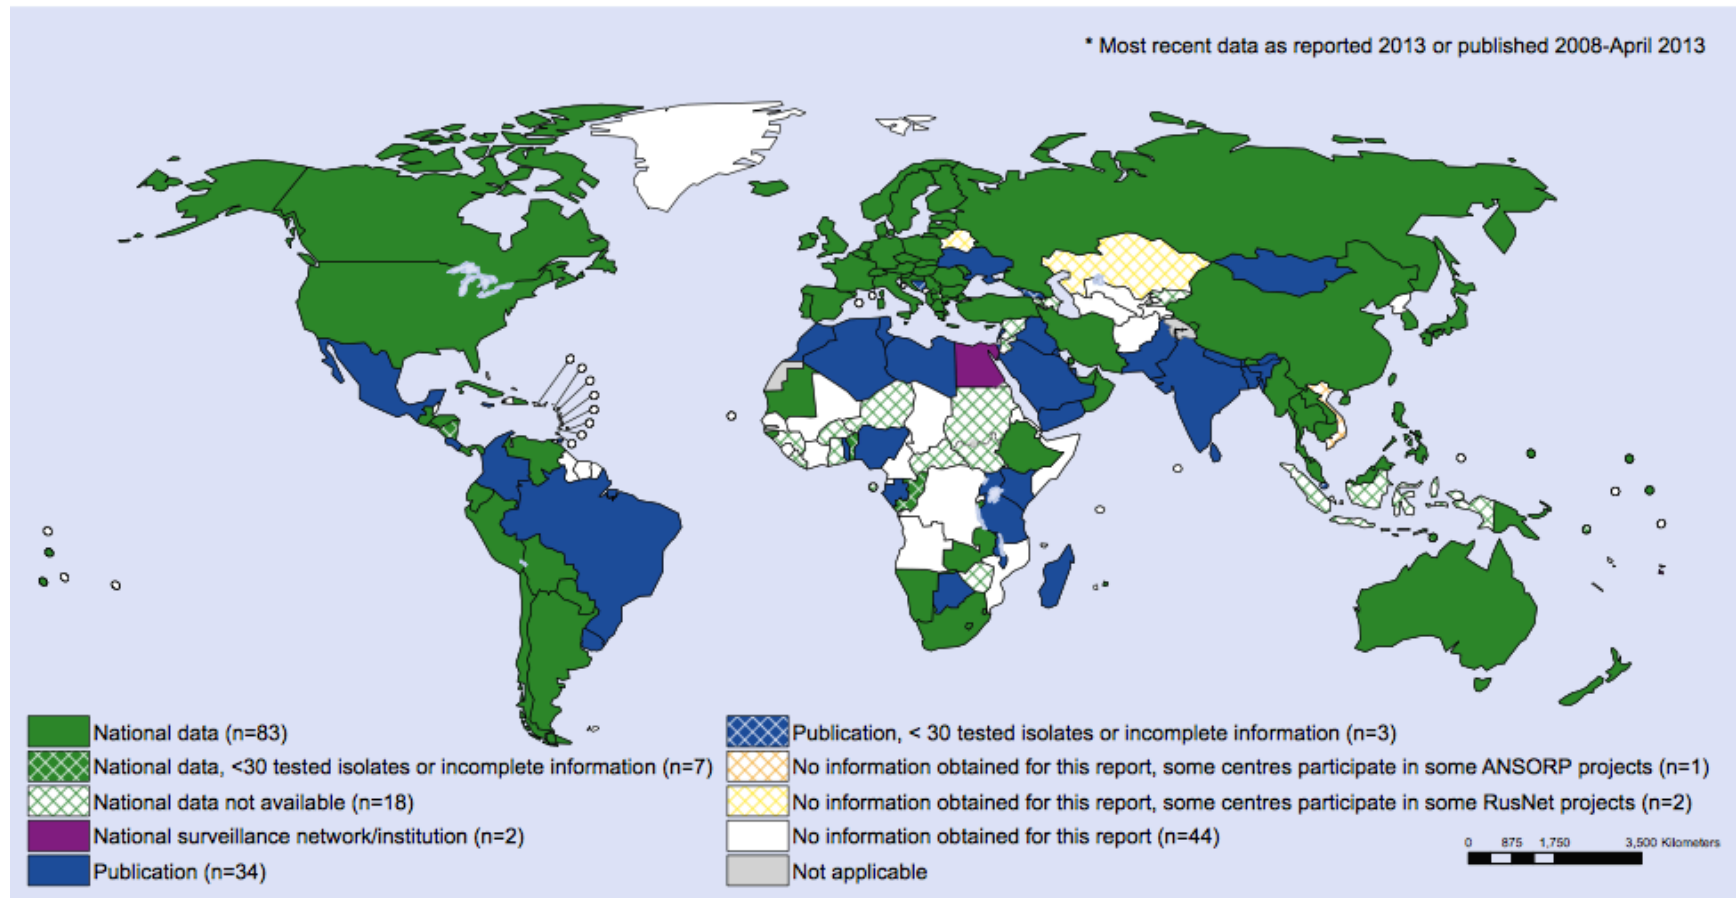 * Most recent data as reported 2013 or published 2008-April 2013
National data (n=83)
National data, <30 tested isolates or incomplete information (n=7)
National data not available (n=18)
National surveillance network/institution (n=2)
Publication (n=34)
Publication, < 30 tested isolates or incomplete information (n=3)
No information obtained for this report, some centres participate in some ANSORP projects (n=1)
No information obtained for this report, some centres participate in some RusNet projects (n=2)
No information obtained for this report (n=44)
Not applicable
0 875 1,750 3,500 Kilometers